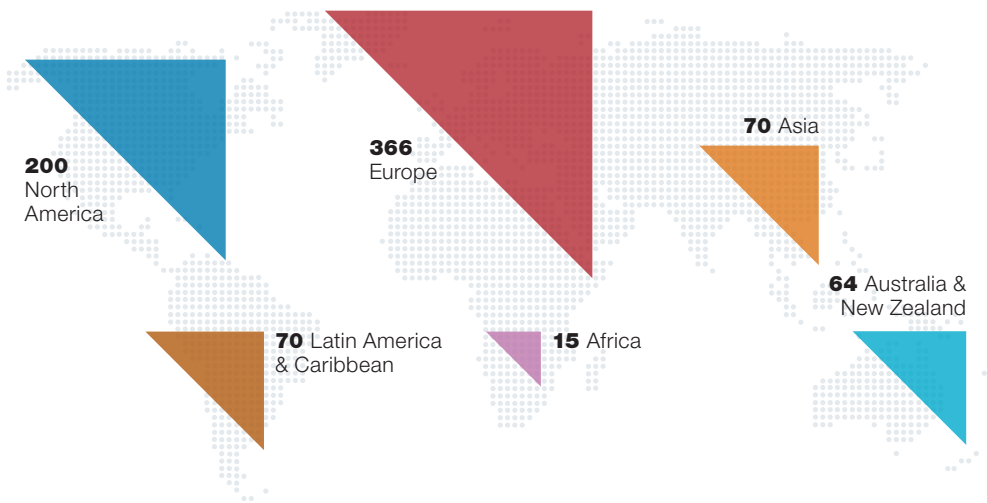 200
North
America
366
Europe
70 Asia
64 Australia &
New Zealand
70 Latin America
& Caribbean
15 Africa